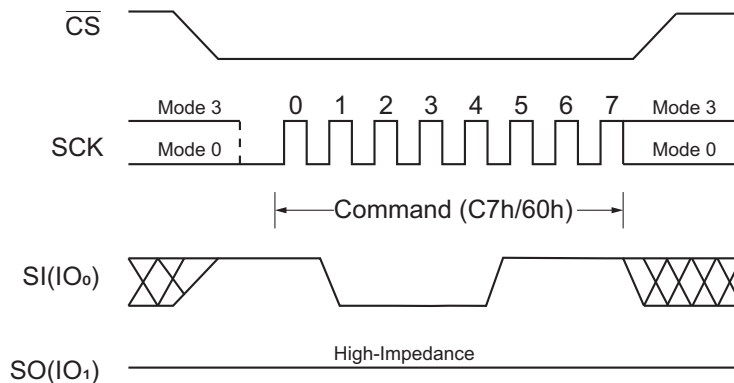 CS
Mode 3 0 1 2 3 4 5 6 7 Mode 3
SCK Mode 0 Mode 0
Command (C7h/60h)
SI(IO₀)
High-Impedance
SO(IO₁)